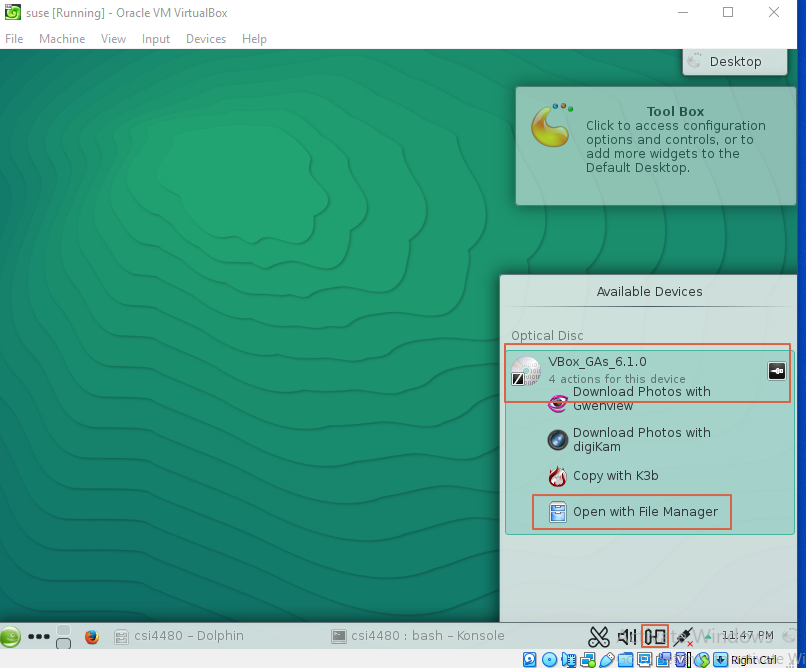 suse [Running] - Oracle VM VirtualBox
File Machine View Input Devices Help
Desktop
Tool Box
Click to access configuration
options and controls, or to
add more widgets to the
Default Desktop.
Available Devices
Optical Disc
VBox_GAs_6.1.0
4 actions for this device
Download Photos with
Gwenview
Download Photos with
digiKam
Copy with K3b
Open with File Manager
csi4480 – Dolphin
csi4480 : bash – Konsole
Windows
11:47 PM
Right Ctrl